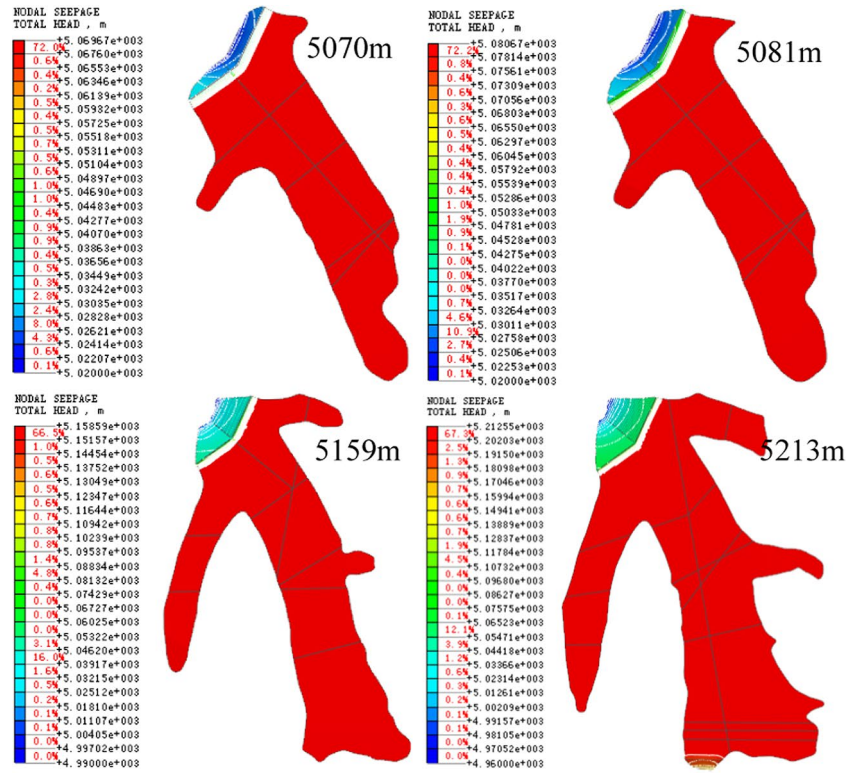 NODAL SEEPAGE
TOTAL HEAD , m
+5.06967e+003
72.0%
+5.06760e+003
0.6%
+5.06553e+003
0.4%
+5.06346e+003
0.2%
+5.06139e+003
0.5%
+5.05932e+003
0.4%
+5.05725e+003
0.5%
+5.05518e+003
0.7%
+5.05311e+003
0.5%
+5.05104e+003
0.6%
+5.04897e+003
1.0%
+5.04690e+003
1.0%
+5.04483e+003
0.4%
+5.04277e+003
0.9%
+5.04070e+003
0.9%
+5.03863e+003
0.4%
+5.03656e+003
0.5%
+5.03449e+003
0.3%
+5.03242e+003
2.8%
+5.03035e+003
2.4%
+5.02828e+003
8.0%
+5.02621e+003
4.3%
+5.02414e+003
0.6%
+5.02207e+003
0.1%
+5.02000e+003
5070m
NODAL SEEPAGE
TOTAL HEAD , m
+5.08067e+003
72.2%
+5.07814e+003
0.8%
+5.07561e+003
0.4%
+5.07309e+003
0.6%
+5.07056e+003
0.3%
+5.06803e+003
0.6%
+5.06550e+003
0.5%
+5.06297e+003
0.4%
+5.06045e+003
0.4%
+5.05792e+003
0.4%
+5.05539e+003
0.4%
+5.05286e+003
1.0%
+5.05033e+003
1.9%
+5.04781e+003
0.9%
+5.04528e+003
0.1%
+5.04275e+003
0.0%
+5.04022e+003
0.0%
+5.03770e+003
0.0%
+5.03517e+003
0.7%
+5.03264e+003
4.6%
+5.03011e+003
10.9%
+5.02758e+003
2.7%
+5.02506e+003
0.4%
+5.02253e+003
0.1%
+5.02000e+003
5081m
NODAL SEEPAGE
TOTAL HEAD , m
+5.15859e+003
66.5%
+5.15157e+003
1.0%
+5.14454e+003
0.5%
+5.13752e+003
0.6%
+5.13049e+003
0.5%
+5.12347e+003
0.6%
+5.11644e+003
0.7%
+5.10942e+003
0.8%
+5.10239e+003
0.8%
+5.09537e+003
1.4%
+5.08834e+003
4.8%
+5.08132e+003
0.4%
+5.07429e+003
0.0%
+5.06727e+003
0.0%
+5.06025e+003
0.0%
+5.05322e+003
3.1%
+5.04620e+003
16.0%
+5.03917e+003
1.6%
+5.03215e+003
0.5%
+5.02512e+003
0.2%
+5.01810e+003
0.1%
+5.01107e+003
0.1%
+5.00405e+003
0.0%
+4.99702e+003
0.0%
+4.99000e+003
5159m
NODAL SEEPAGE
TOTAL HEAD , m
+5.21255e+003
67.3%
+5.20203e+003
2.5%
+5.19150e+003
1.3%
+5.18098e+003
0.9%
+5.17046e+003
0.7%
+5.15994e+003
0.6%
+5.14941e+003
0.6%
+5.13889e+003
0.7%
+5.12837e+003
1.9%
+5.11784e+003
4.5%
+5.10732e+003
0.4%
+5.09680e+003
0.0%
+5.08627e+003
0.0%
+5.07575e+003
0.1%
+5.06523e+003
12.1%
+5.05471e+003
3.9%
+5.04418e+003
1.2%
+5.03366e+003
0.6%
+5.02314e+003
0.3%
+5.01261e+003
0.2%
+5.00209e+003
0.1%
+4.99157e+003
0.1%
+4.98105e+003
0.0%
+4.97052e+003
0.0%
+4.96000e+003
5213m